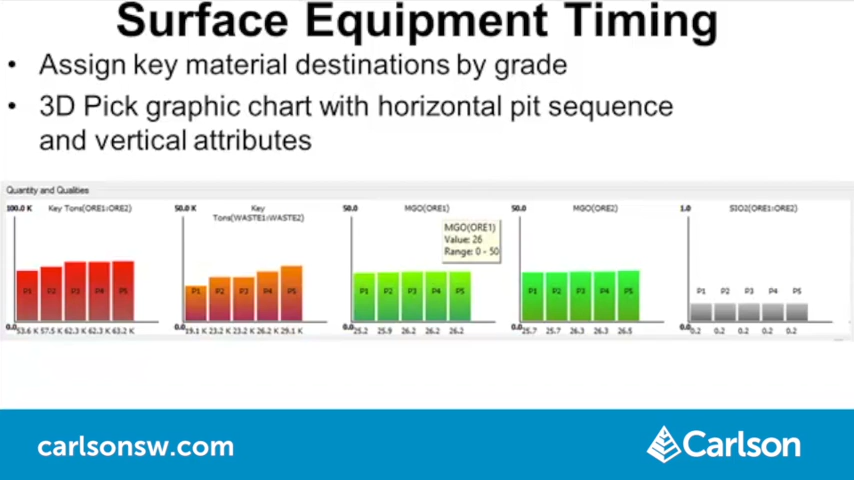 Surface Equipment Timing
• Assign key material destinations by grade
• 3D Pick graphic chart with horizontal pit sequence
and vertical attributes
Quantity and Qualities
100.0 K Key Tons(ORE1:ORE2)
0.0
P1 P2 P3 P4 P5
53.6 K 57.5 K 62.3 K 62.3 K 63.2 K
50.0 K Key
Tons(WASTE1:WASTE2)
0.0
P1 P2 P3 P4 P5
19.1 K 23.2 K 23.2 K 26.2 K 29.1 K
50.0 MGO(ORE1)
MGO(ORE1)
Value: 26
Range: 0 - 50
0.0
P1 P2 P3 P4 P5
25.2 25.9 26.2 26.2 26.2
50.0 MGO(ORE2)
0.0
P1 P2 P3 P4 P5
25.7 25.7 26.3 26.3 26.5
1.0 SIO2(ORE1:ORE2)
0.0
P1 P2 P3 P4 P5
0.2 0.2 0.2 0.2 0.2
carlsonsw.com
Carlson